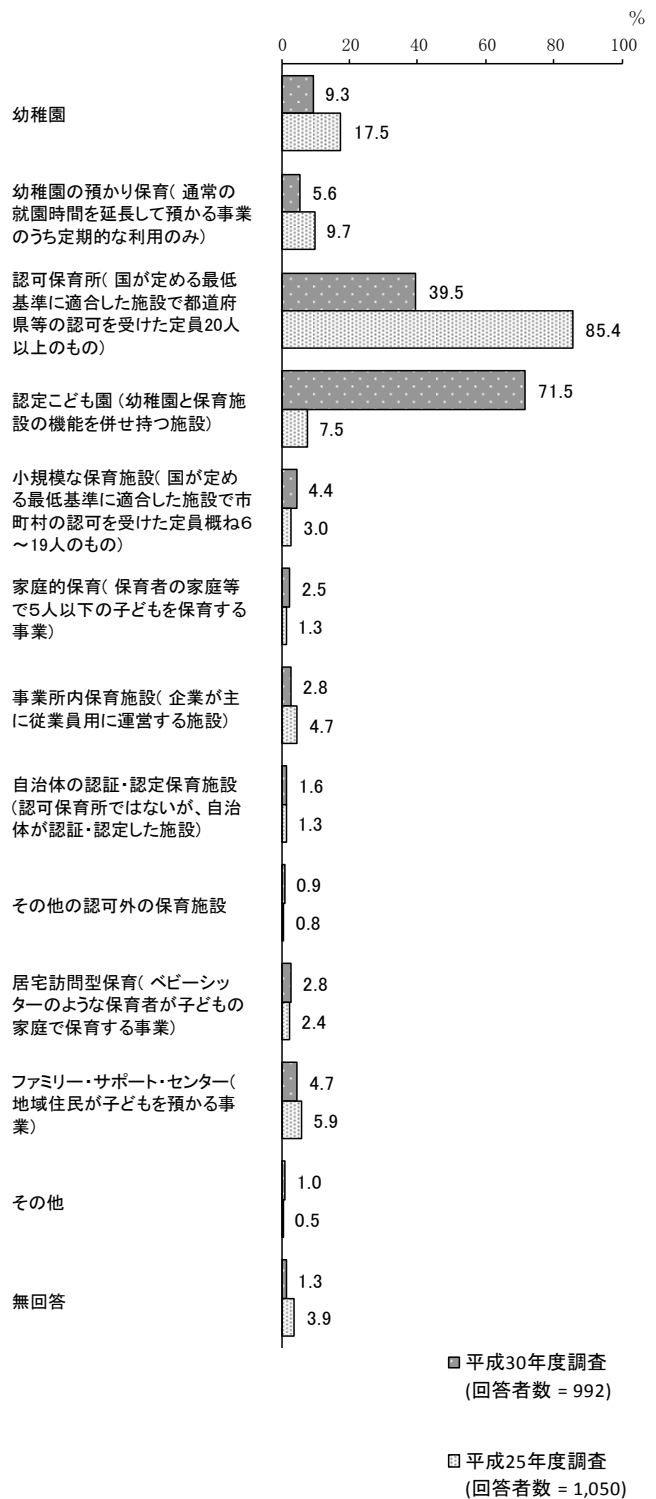 %
0 20 40 60 80 100
幼稚園
9.3
17.5
幼稚園の預かり保育( 通常の
就園時間を延長して預かる事業
のうち定期的な利用のみ)
5.6
9.7
認可保育所( 国が定める最低
基準に適合した施設で都道府
県等の認可を受けた定員20人
以上のもの)
39.5
85.4
認定こども園 (幼稚園と保育施
設の機能を併せ持つ施設)
71.5
7.5
小規模な保育施設( 国が定め
る最低基準に適合した施設で市
町村の認可を受けた定員概ね6
～19人のもの)
4.4
3.0
家庭的保育( 保育者の家庭等
で5人以下の子どもを保育する
事業)
2.5
1.3
事業所内保育施設( 企業が主
に従業員用に運営する施設)
2.8
4.7
自治体の認証・認定保育施設
(認可保育所ではないが、自治
体が認証・認定した施設)
1.6
1.3
その他の認可外の保育施設
0.9
0.8
居宅訪問型保育( ベビーシッ
ターのような保育者が子どもの
家庭で保育する事業)
2.8
2.4
ファミリー・サポート・センター(
地域住民が子どもを預かる事
業)
4.7
5.9
その他
1.0
0.5
無回答
1.3
3.9
平成30年度調査
(回答者数 = 992)
平成25年度調査
(回答者数 = 1,050)